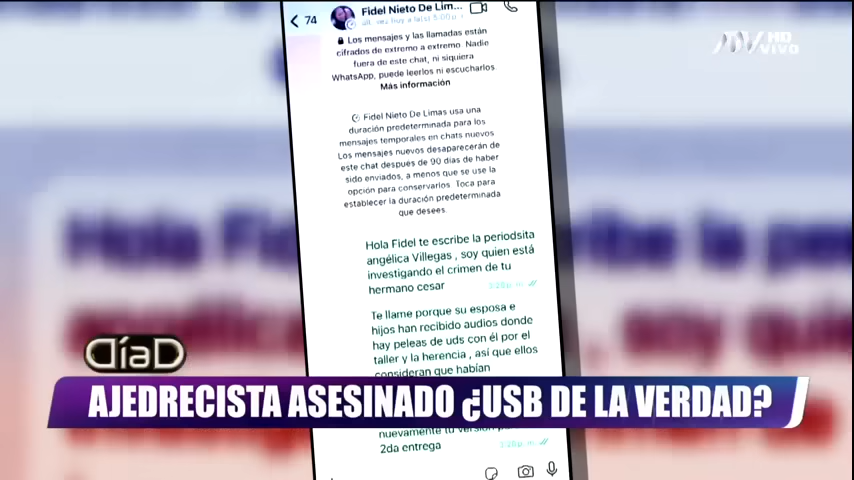 74
Fidel Nieto De Lim...
últ. vez hoy a la(s) 5:00 p. m.
ATV HD
VIVO
Los mensajes y las llamadas están
cifrados de extremo a extremo. Nadie
fuera de este chat, ni siquiera
WhatsApp, puede leerlos ni escucharlos.
Más información
Fidel Nieto De Limas usa una
duración predeterminada para los
mensajes temporales en chats nuevos.
Los mensajes nuevos desaparecerán de
este chat después de 90 días de haber
sido enviados, a menos que se use la
opción para conservarlos. Toca para
establecer la duración predeterminada
que desees.
Hola Fidel te escribe la periodsita
angélica Villegas , soy quien está
investigando el crimen de tu
hermano cesar
Te llame porque su esposa e
hijos han recibido audios donde
hay peleas de uds con él por el
taller y la herencia , así que ellos
consideran que habían
DíaD
AJEDRECISTA ASESINADO ¿USB DE LA VERDAD?
nuevamente tu versión
2da entrega